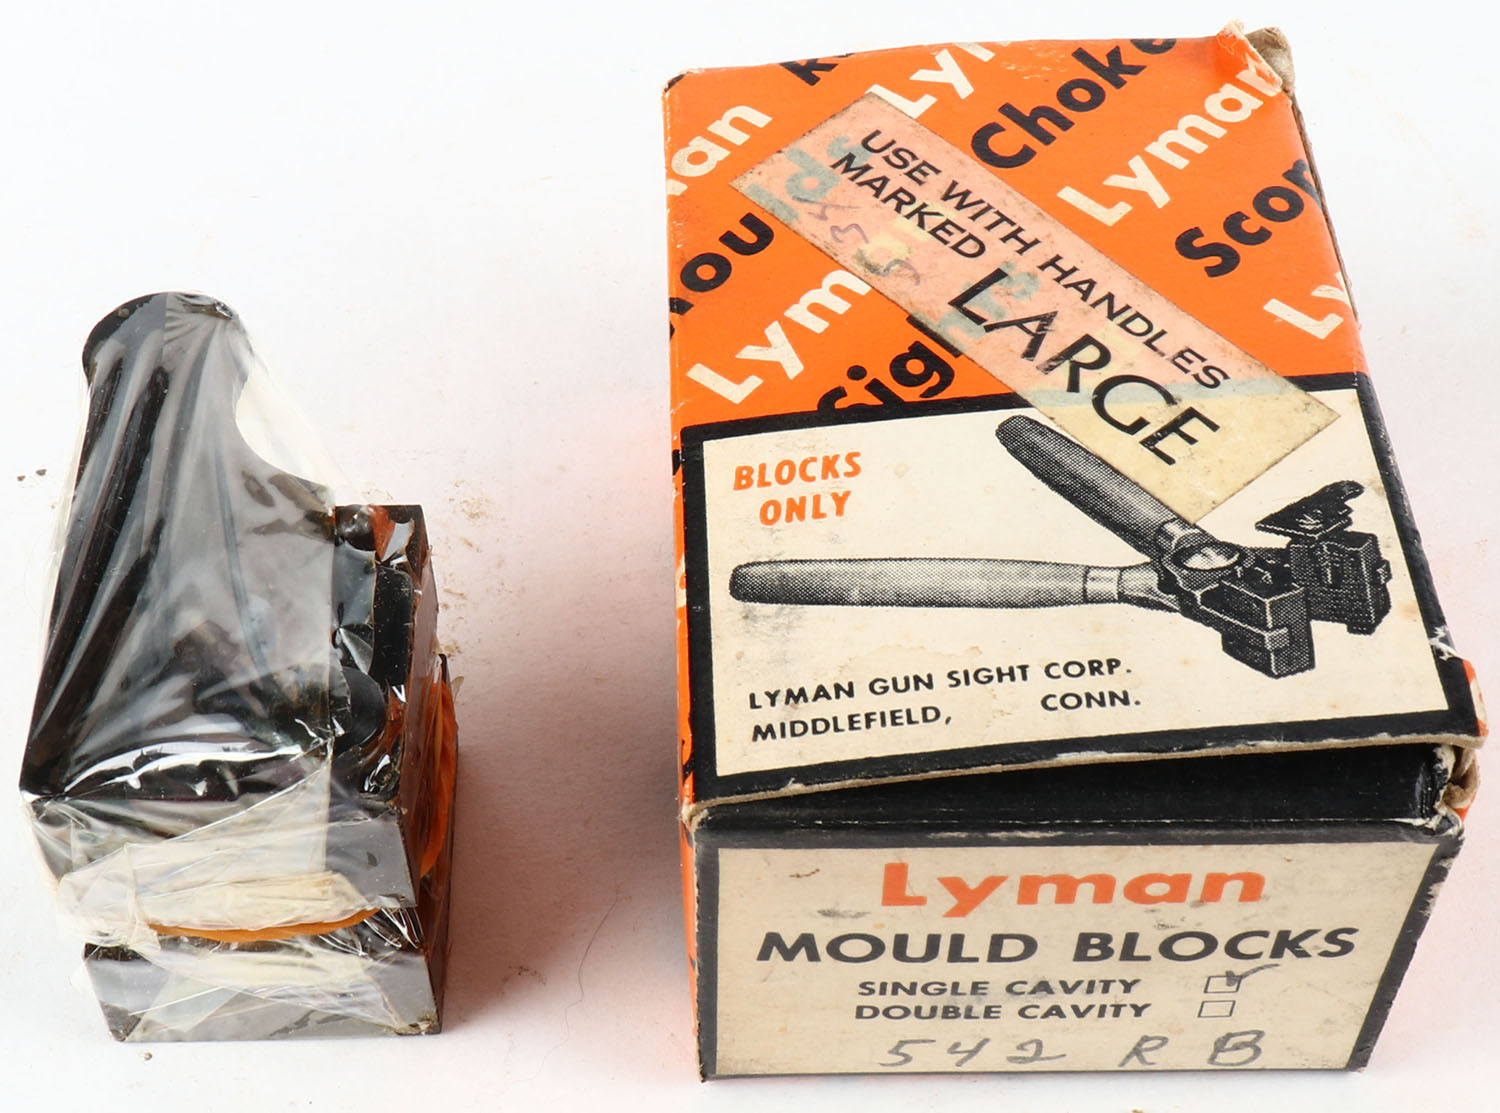 Lyman
Choke
Lyman
Lyman
USE WITH HANDLES
MARKED LARGE
BLOCKS
ONLY
LYMAN GUN SIGHT CORP.
MIDDLEFIELD, CONN.
Lyman
MOULD BLOCKS
SINGLE CAVITY
DOUBLE CAVITY
542 RB